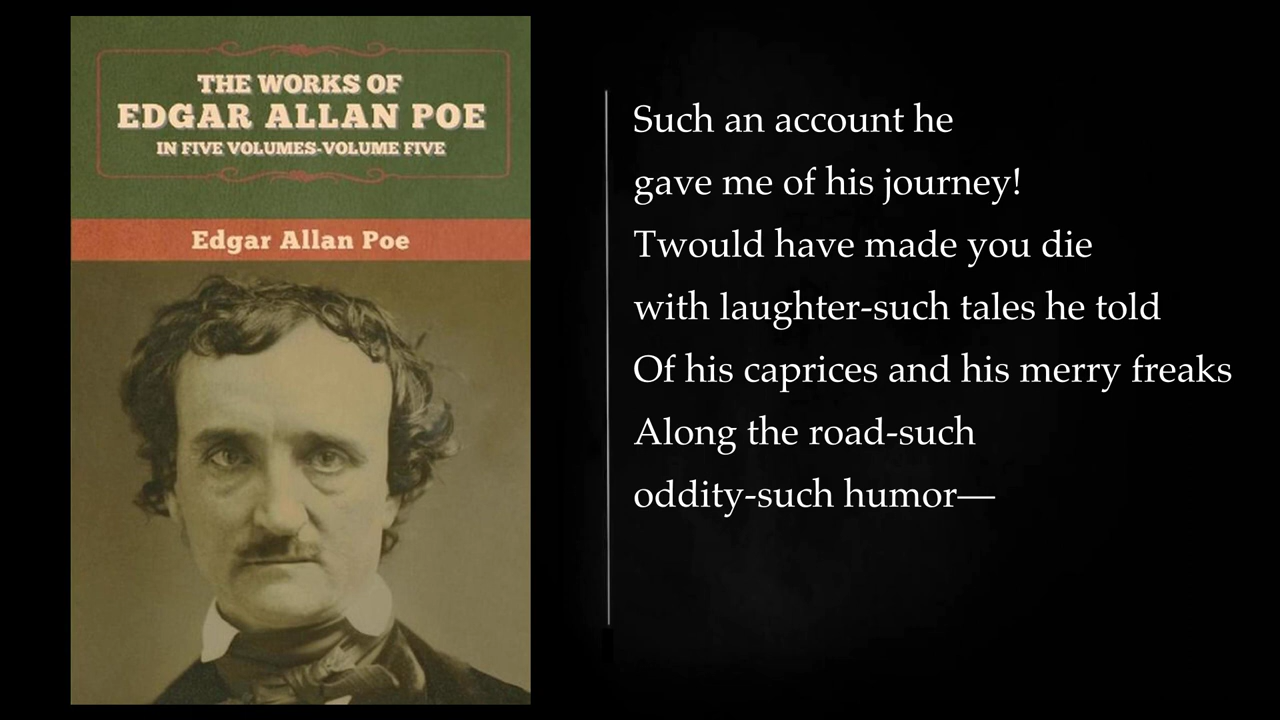 THE WORKS OF
EDGAR ALLAN POE
IN FIVE VOLUMES-VOLUME FIVE
Edgar Allan Poe
Such an account he
gave me of his journey!
Twould have made you die
with laughter-such tales he told
Of his caprices and his merry freaks
Along the road-such
oddity-such humor—